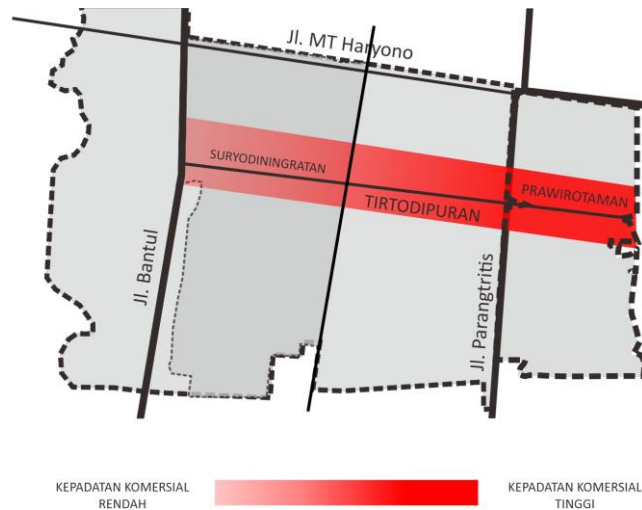 Jl. MT Haryono
SURYODININGRATAN
PRAWIROTAMAN
TIRTODIPURAN
Jl. Bantul
Jl. Parangtritis
KEPADATAN KOMERSIAL
RENDAH
KEPADATAN KOMERSIAL
TINGGI